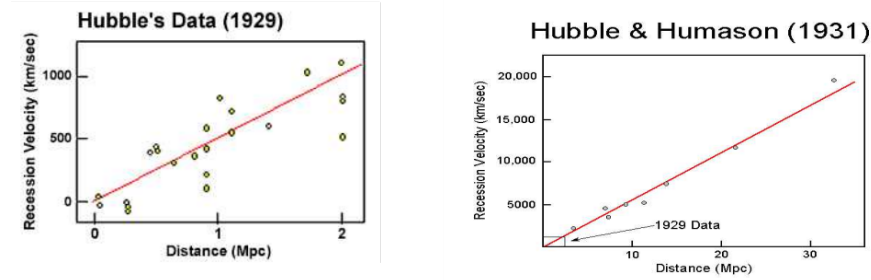 Hubble's Data (1929)
Recession Velocity (km/sec)
1000
500
0
0
1
2
Distance (Mpc)
Hubble & Humason (1931)
Recession Velocity (km/sec)
20,000
15,000
10,000
5000
1929 Data
10
20
30
Distance (Mpc)